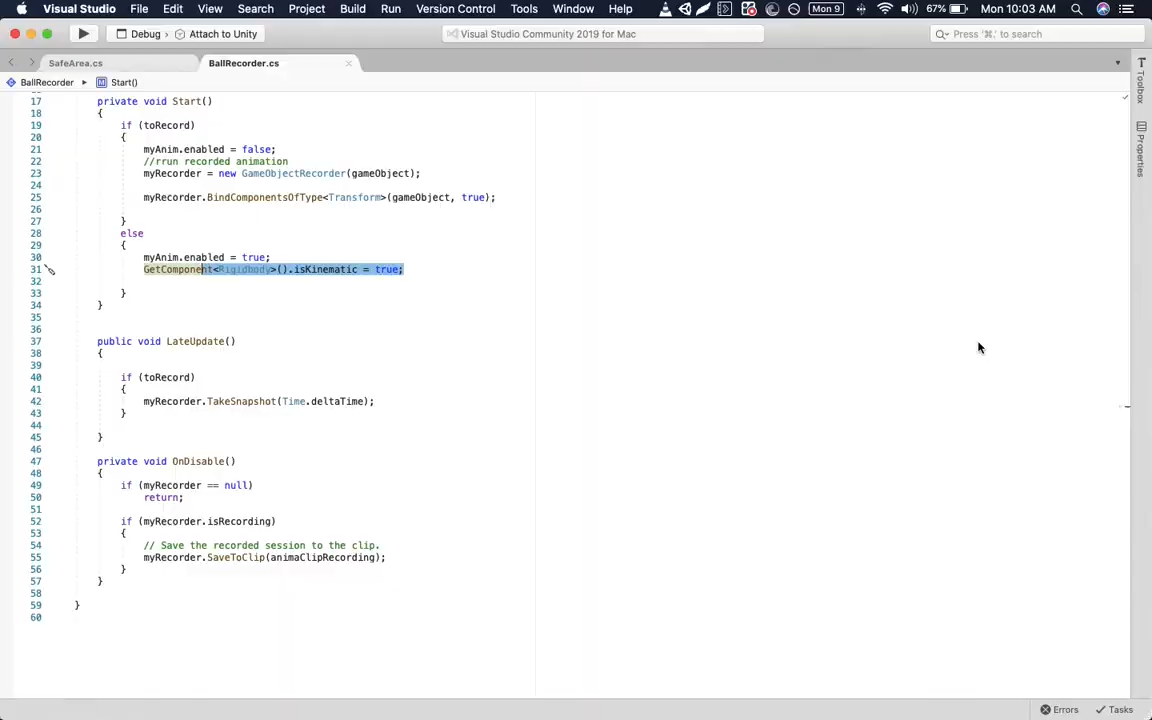 Visual Studio File Edit View Search Project Build Run Version Control Tools Window Help Mon 9 67% Mon 10:03 AM
Debug › Attach to Unity Visual Studio Community 2019 for Mac Press '⌘.' to search
SafeArea.cs BallRecorder.cs
BallRecorder Start()
Toolbox
Properties
17 private void Start()
18 {
19 if (toRecord)
20 {
21 myAnim.enabled = false;
22 //rrun recorded animation
23 myRecorder = new GameObjectRecorder(gameObject);
24
25 myRecorder.BindComponentsOfType<Transform>(gameObject, true);
26
27 }
28 else
29 {
30 myAnim.enabled = true;
31 GetComponent<Rigidbody>().isKinematic = true;
32
33 }
34 }
35
36
37 public void LateUpdate()
38 {
39
40 if (toRecord)
41 {
42 myRecorder.TakeSnapshot(Time.deltaTime);
43 }
44
45 }
46
47 private void OnDisable()
48 {
49 if (myRecorder == null)
50 return;
51
52 if (myRecorder.isRecording)
53 {
54 // Save the recorded session to the clip.
55 myRecorder.SaveToClip(animaClipRecording);
56 }
57 }
58
59 }
60
Errors Tasks